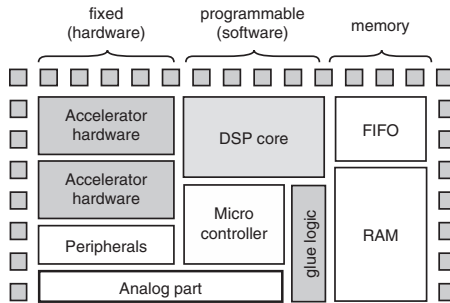 fixed
(hardware)
programmable
(software)
memory
Accelerator
hardware
DSP core
FIFO
Accelerator
hardware
Micro
controller
glue logic
RAM
Peripherals
Analog part